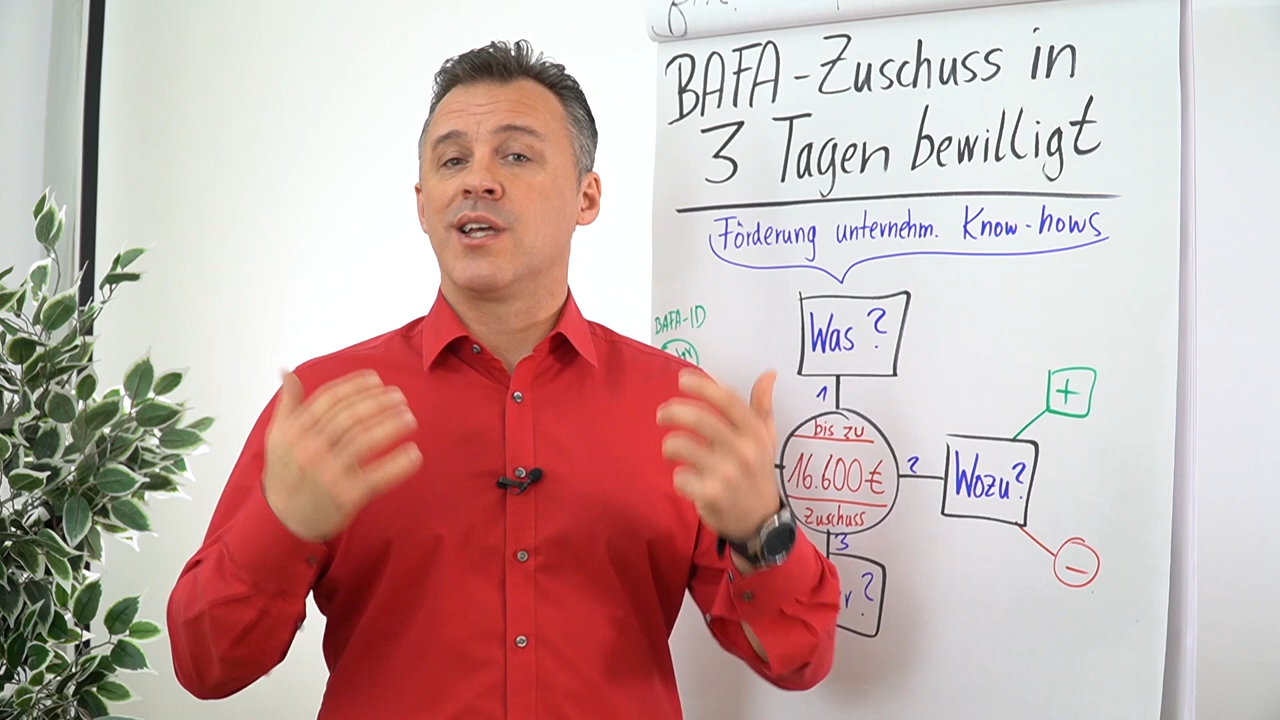 BAFA-Zuschuss in
3 Tagen bewilligt
Förderung unternehm. Know-hows
BAFA-ID
Was?
1
bis zu
16.600€
Zuschuss
2
Wozu?
+
-
3